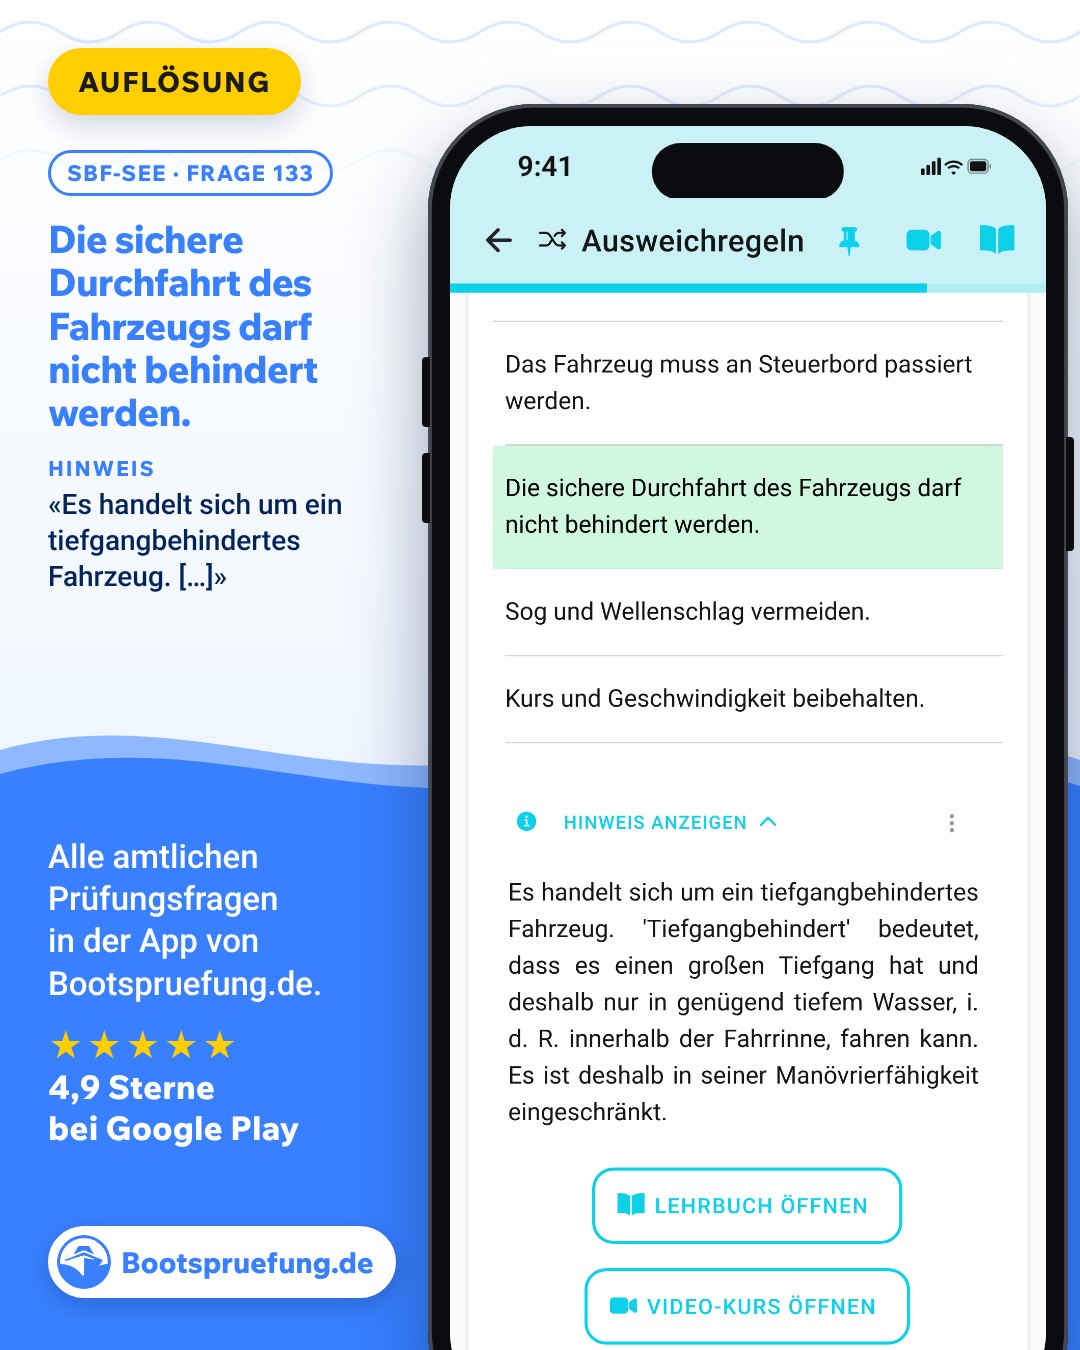 AUFLÖSUNG
SBF-SEE · FRAGE 133
Die sichere
Durchfahrt des
Fahrzeugs darf
nicht behindert
werden.
HINWEIS
«Es handelt sich um ein
tiefgangbehindertes
Fahrzeug. [...]»
Alle amtlichen
Prüfungsfragen
in der App von
Bootspruefung.de.
★★★★★
4,9 Sterne
bei Google Play
Bootspruefung.de
9:41
Ausweichregeln
Das Fahrzeug muss an Steuerbord passiert
werden.
Die sichere Durchfahrt des Fahrzeugs darf
nicht behindert werden.
Sog und Wellenschlag vermeiden.
Kurs und Geschwindigkeit beibehalten.
HINWEIS ANZEIGEN
Es handelt sich um ein tiefgangbehindertes
Fahrzeug. 'Tiefgangbehindert' bedeutet,
dass es einen großen Tiefgang hat und
deshalb nur in genügend tiefem Wasser, i.
d. R. innerhalb der Fahrrinne, fahren kann.
Es ist deshalb in seiner Manövrierfähigkeit
eingeschränkt.
LEHRBUCH ÖFFNEN
VIDEO-KURS ÖFFNEN